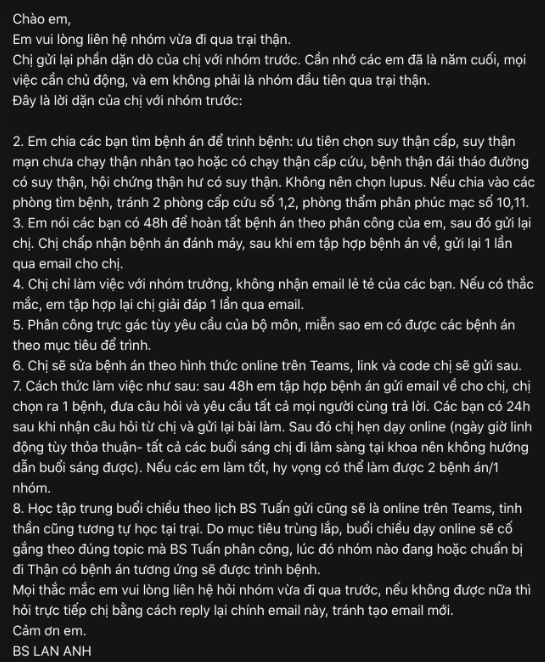 Chào em,
Em vui lòng liên hệ nhóm vừa đi qua trại thận.
Chị gửi lại phần dặn dò của chị với nhóm trước. Cần nhớ các em đã là năm cuối, mọi
việc cần chủ động, và em không phải là nhóm đầu tiên qua trại thận.
Đây là lời dặn của chị với nhóm trước:
2. Em chia các bạn tìm bệnh án để trình bệnh: ưu tiên chọn suy thận cấp, suy thận
mạn chưa chạy thận nhân tạo hoặc có chạy thận cấp cứu, bệnh thận đái tháo đường
có suy thận, hội chứng thận hư có suy thận. Không nên chọn lupus. Nếu chia vào các
phòng tìm bệnh, tránh 2 phòng cấp cứu số 1,2, phòng thẩm phân phúc mạc số 10,11.
3. Em nói các bạn có 48h để hoàn tất bệnh án theo phân công của em, sau đó gửi lại
chị. Chị chấp nhận bệnh án đánh máy, sau khi em tập hợp bệnh án về, gửi lại 1 lần
qua email cho chị.
4. Chị chỉ làm việc với nhóm trưởng, không nhận email lẻ tẻ của các bạn. Nếu có thắc
mắc, em tập hợp lại chị giải đáp 1 lần qua email.
5. Phân công trực gác tùy yêu cầu của bộ môn, miễn sao em có được các bệnh án
theo mục tiêu để trình.
6. Chị sẽ sửa bệnh án theo hình thức online trên Teams, link và code chị sẽ gửi sau.
7. Cách thức làm việc như sau: sau 48h em tập hợp bệnh án gửi email về cho chị, chị
chọn ra 1 bệnh, đưa câu hỏi và yêu cầu tất cả mọi người cùng trả lời. Các bạn có 24h
sau khi nhận câu hỏi từ chị và gửi lại bài làm. Sau đó chị hẹn dạy online (ngày giờ linh
động tùy thỏa thuận- tất cả các buổi sáng chị đi lâm sàng tại khoa nên không hướng
dẫn buổi sáng được). Nếu các em làm tốt, hy vọng có thể làm được 2 bệnh án/1
nhóm.
8. Học tập trung buổi chiều theo lịch BS Tuấn gửi cũng sẽ là online trên Teams, tinh
thần cũng tương tự học tại trại. Do mục tiêu trùng lắp, buổi chiều dạy online sẽ cố
gắng theo đúng topic mà BS Tuấn phân công, lúc đó nhóm nào đang hoặc chuẩn bị
đi Thận có bệnh án tương ứng sẽ được trình bệnh.
Mọi thắc mắc em vui lòng liên hệ hỏi nhóm vừa đi qua trước, nếu không được nữa thì
hỏi trực tiếp chị bằng cách reply lại chính email này, tránh tạo email mới.
Cảm ơn em.
BS LAN ANH